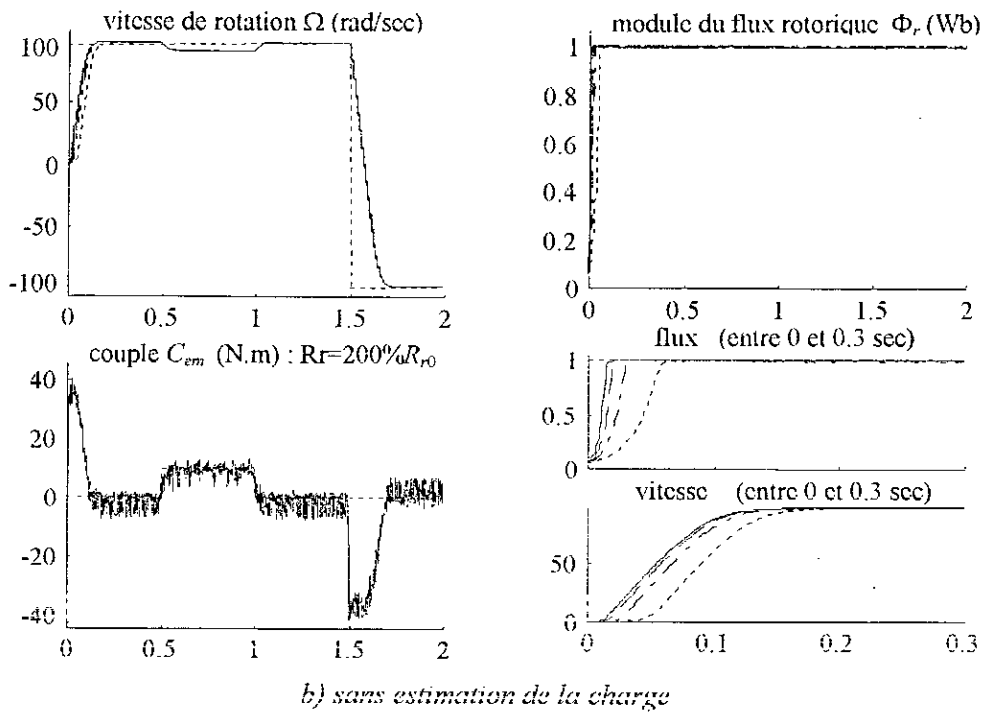 vitesse de rotation Ω (rad/sec)
100
50
0
-50
-100
0 0.5 1 1.5 2
module du flux rotorique Φr (Wb)
1
0.8
0.6
0.4
0.2
0
0 0.5 1 1.5 2
couple Cem (N.m) : Rr=200%Rr0
40
20
0
-20
-40
0 0.5 1 1.5 2
flux (entre 0 et 0.3 sec)
1
0.5
0
vitesse (entre 0 et 0.3 sec)
50
0
0 0.1 0.2 0.3
b) sans estimation de la charge